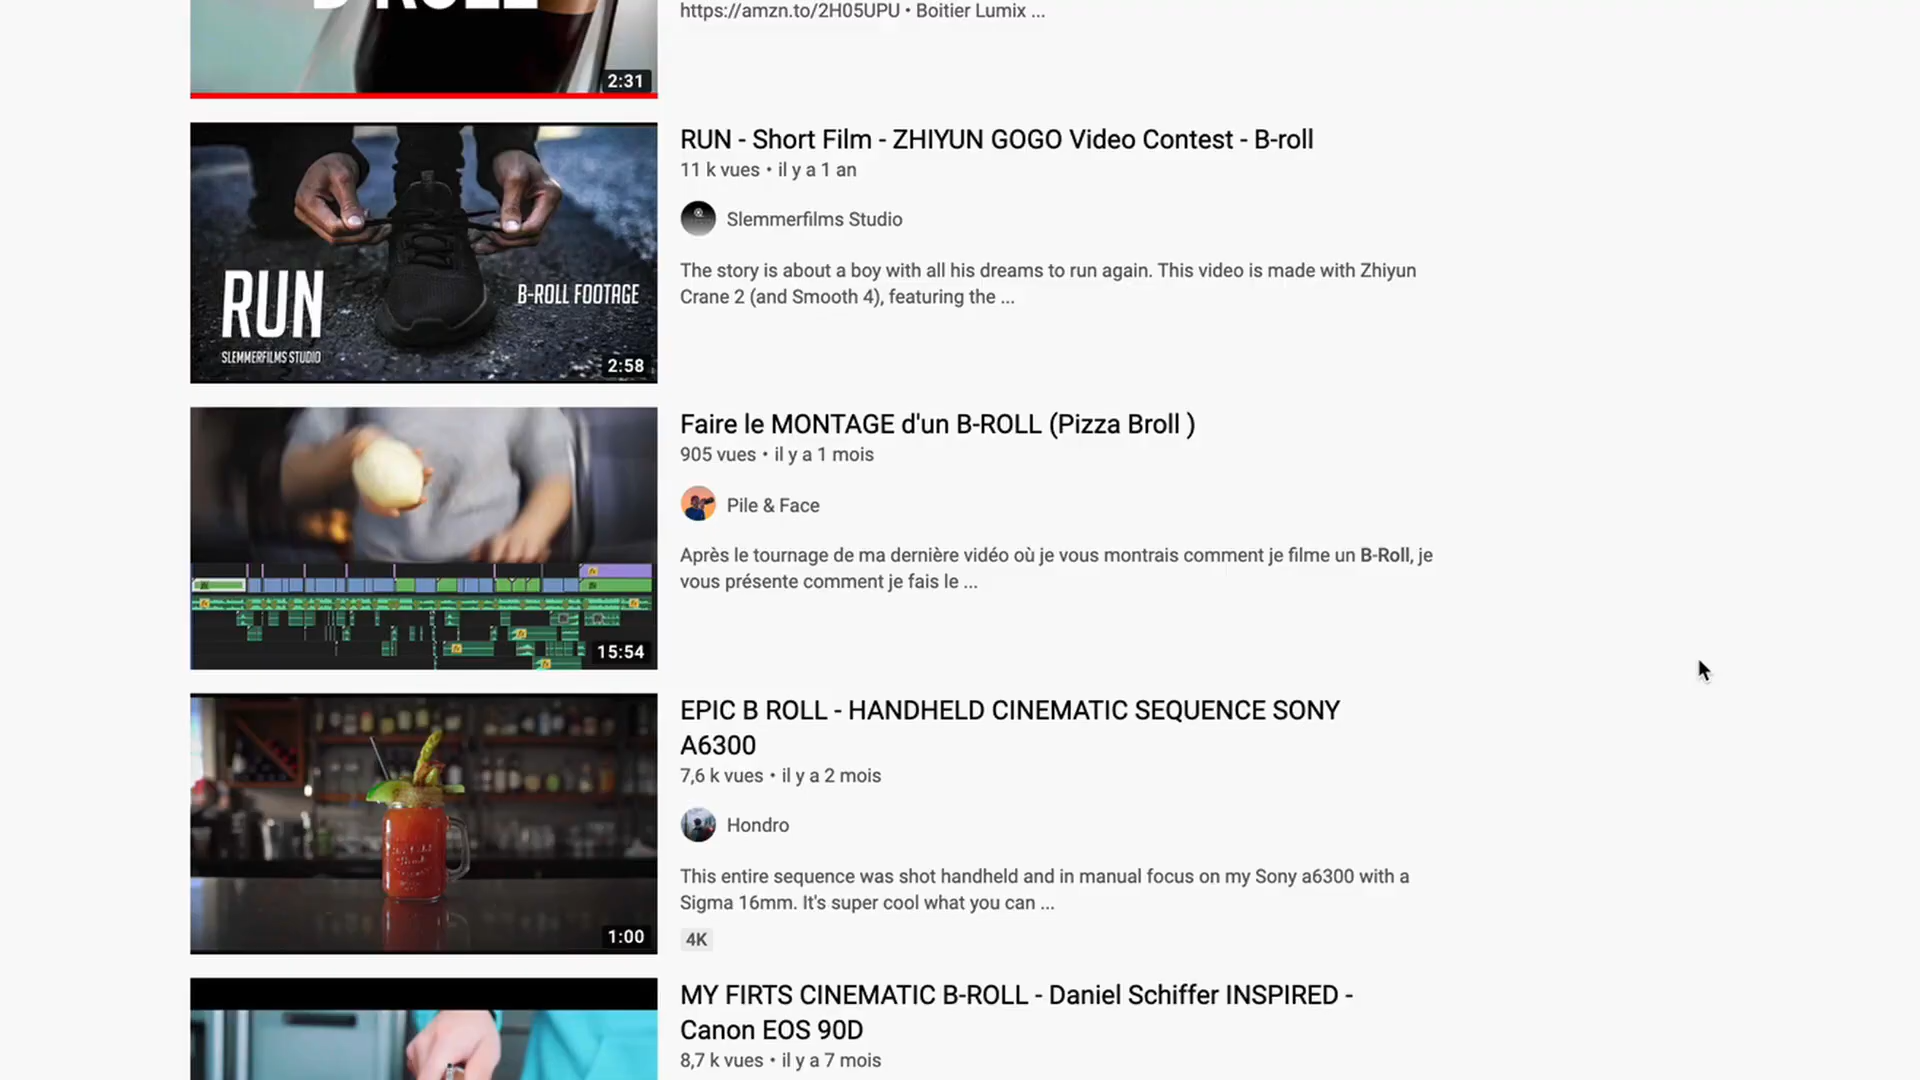 https://amzn.to/2H05UPU • Boitier Lumix ...
2:31
RUN - Short Film - ZHIYUN GOGO Video Contest - B-roll
11 k vues • il y a 1 an
Slemmerfilms Studio
The story is about a boy with all his dreams to run again. This video is made with Zhiyun
Crane 2 (and Smooth 4), featuring the ...
RUN
B-ROLL FOOTAGE
SLEMMERFILMS STUDIO
2:58
Faire le MONTAGE d'un B-ROLL (Pizza Broll )
905 vues • il y a 1 mois
Pile & Face
Après le tournage de ma dernière vidéo où je vous montrais comment je filme un B-Roll, je
vous présente comment je fais le ...
15:54
EPIC B ROLL - HANDHELD CINEMATIC SEQUENCE SONY
A6300
7,6 k vues • il y a 2 mois
Hondro
This entire sequence was shot handheld and in manual focus on my Sony a6300 with a
Sigma 16mm. It's super cool what you can ...
4K
1:00
MY FIRTS CINEMATIC B-ROLL - Daniel Schiffer INSPIRED -
Canon EOS 90D
8,7 k vues • il y a 7 mois